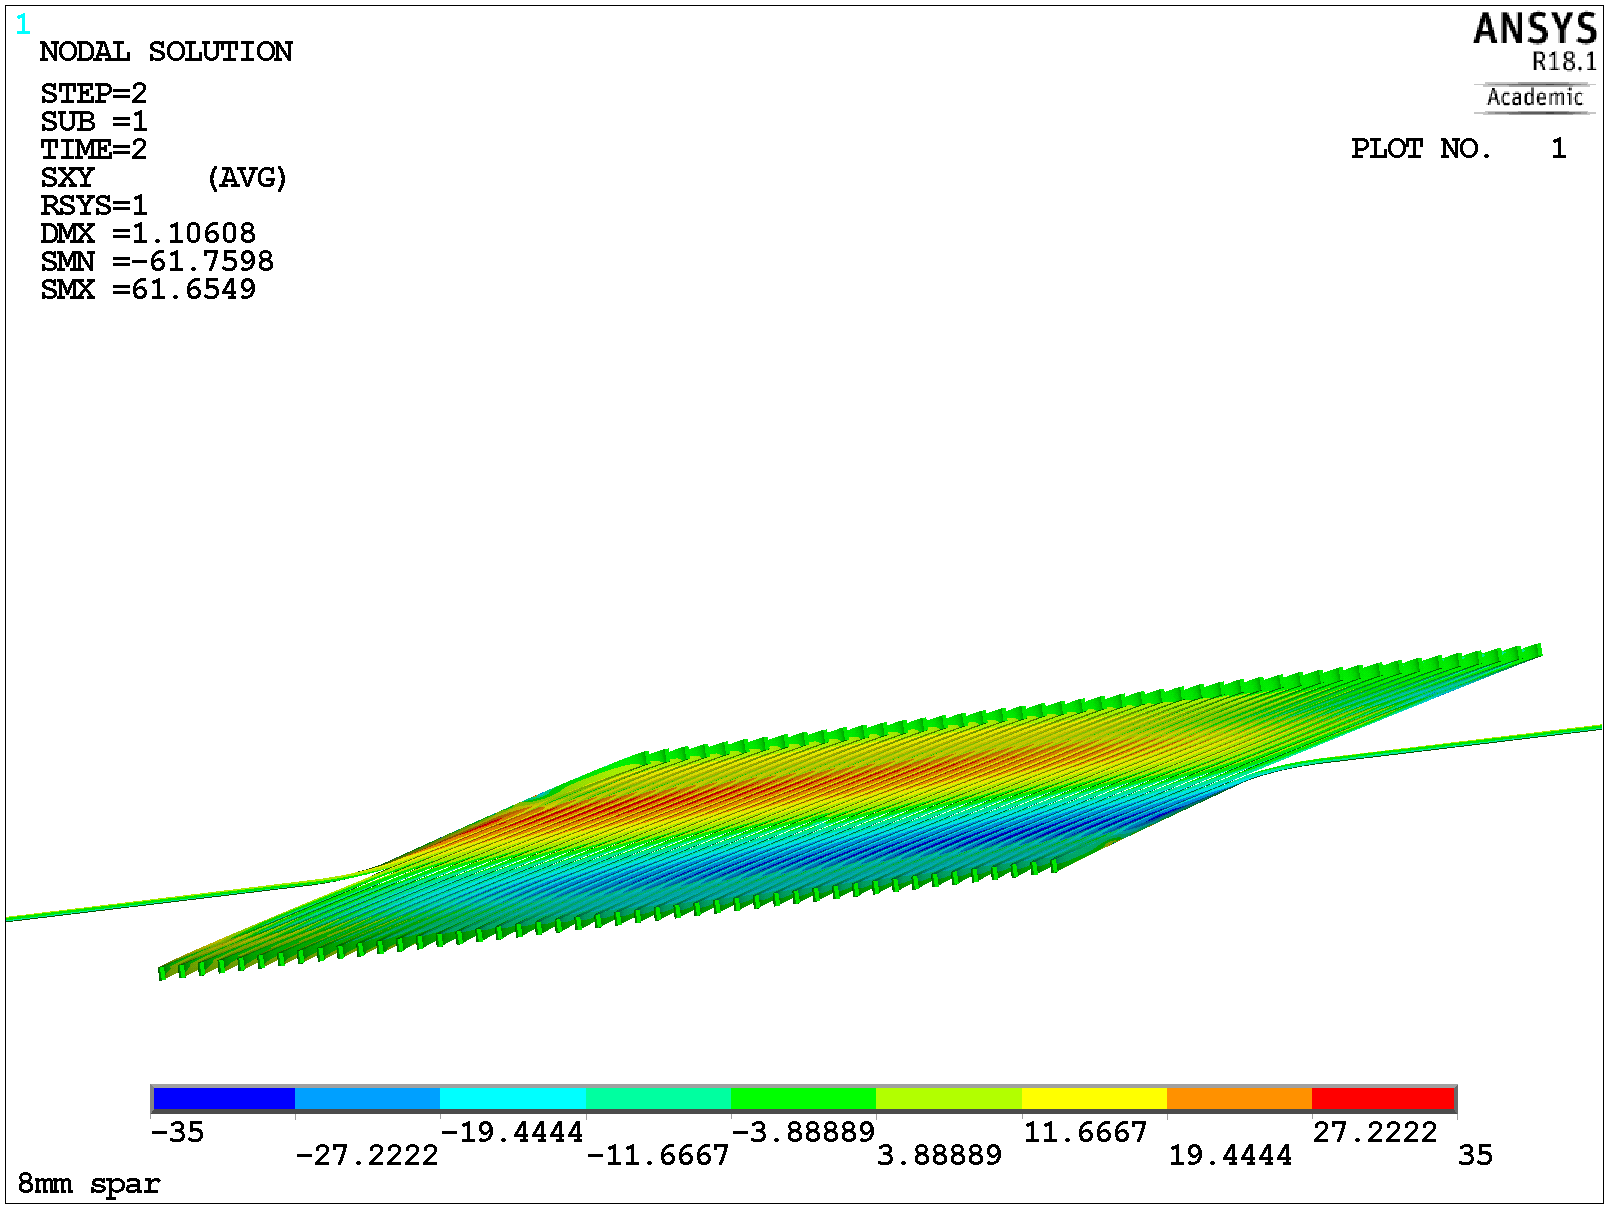 1
NODAL SOLUTION
STEP=2
SUB =1
TIME=2
SXY (AVG)
RSYS=1
DMX =1.10608
SMN =-61.7598
SMX =61.6549
ANSYS
R18.1
Academic
PLOT NO. 1
-35 -19.4444 -3.88889 11.6667 27.2222
-27.2222 -11.6667 3.88889 19.4444 35
8mm spar